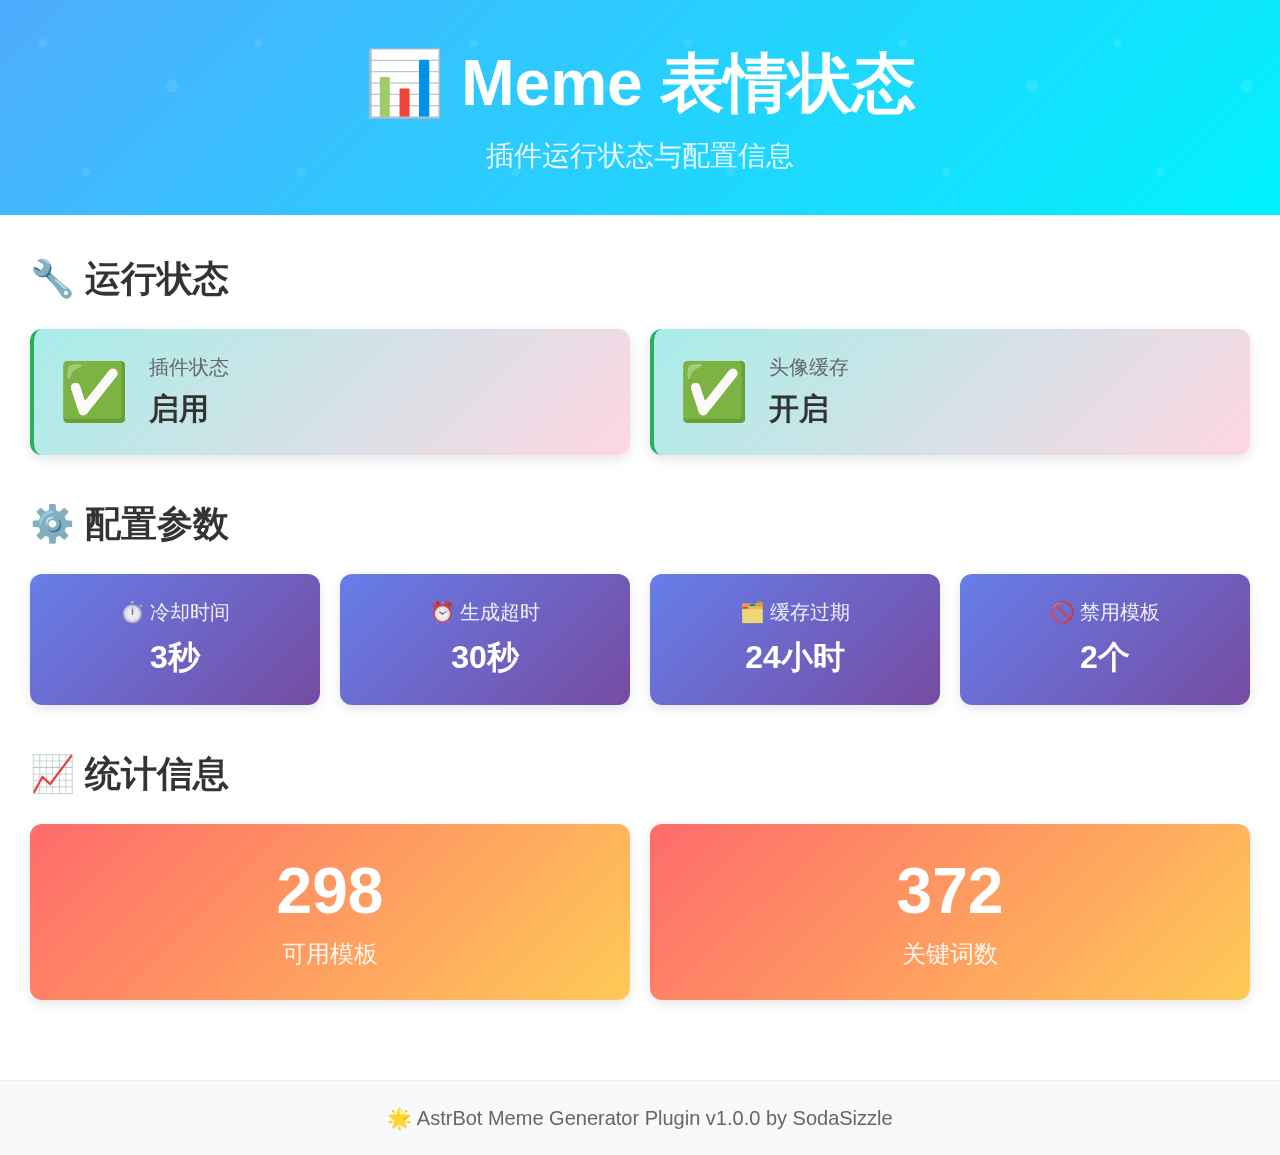 📊 Meme 表情状态
插件运行状态与配置信息
🔧 运行状态
✅ 插件状态
启用
✅ 头像缓存
开启
⚙️ 配置参数
⏱️ 冷却时间
3秒
⏰ 生成超时
30秒
🗂️ 缓存过期
24小时
🚫 禁用模板
2个
📈 统计信息
298
可用模板
372
关键词数
🌟 AstrBot Meme Generator Plugin v1.0.0 by SodaSizzle